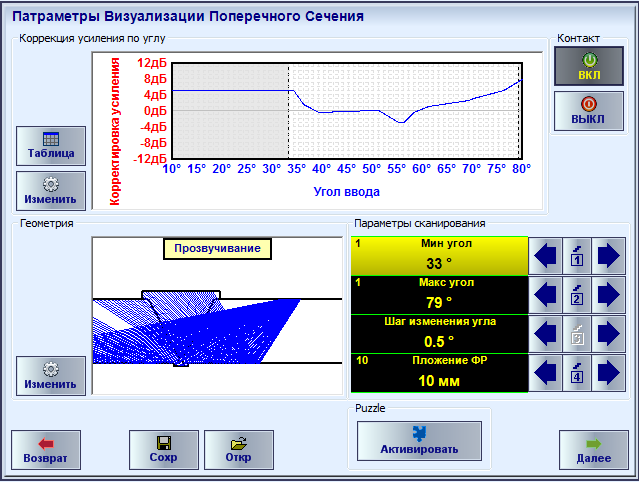 Патраметры Визуализации Поперечного Сечения
Коррекция усиления по углу
Контакт
Корректировка усиления
12дБ
8дБ
4дБ
0дБ
-4дБ
-8дБ
-12дБ
10° 15° 20° 25° 30° 35° 40° 45° 50° 55° 60° 65° 70° 75° 80°
Угол ввода
Таблица
Изменить
ВКЛ
ВЫКЛ
Геометрия
Прозвучивание
Изменить
Параметры сканирования
1 Мин угол
33 °
1
1 Макс угол
79 °
2
Шаг изменения угла
0.5 °
3
10 Пложение ФР
10 мм
4
Puzzle
Активировать
Возврат
Сохр
Откр
Далее